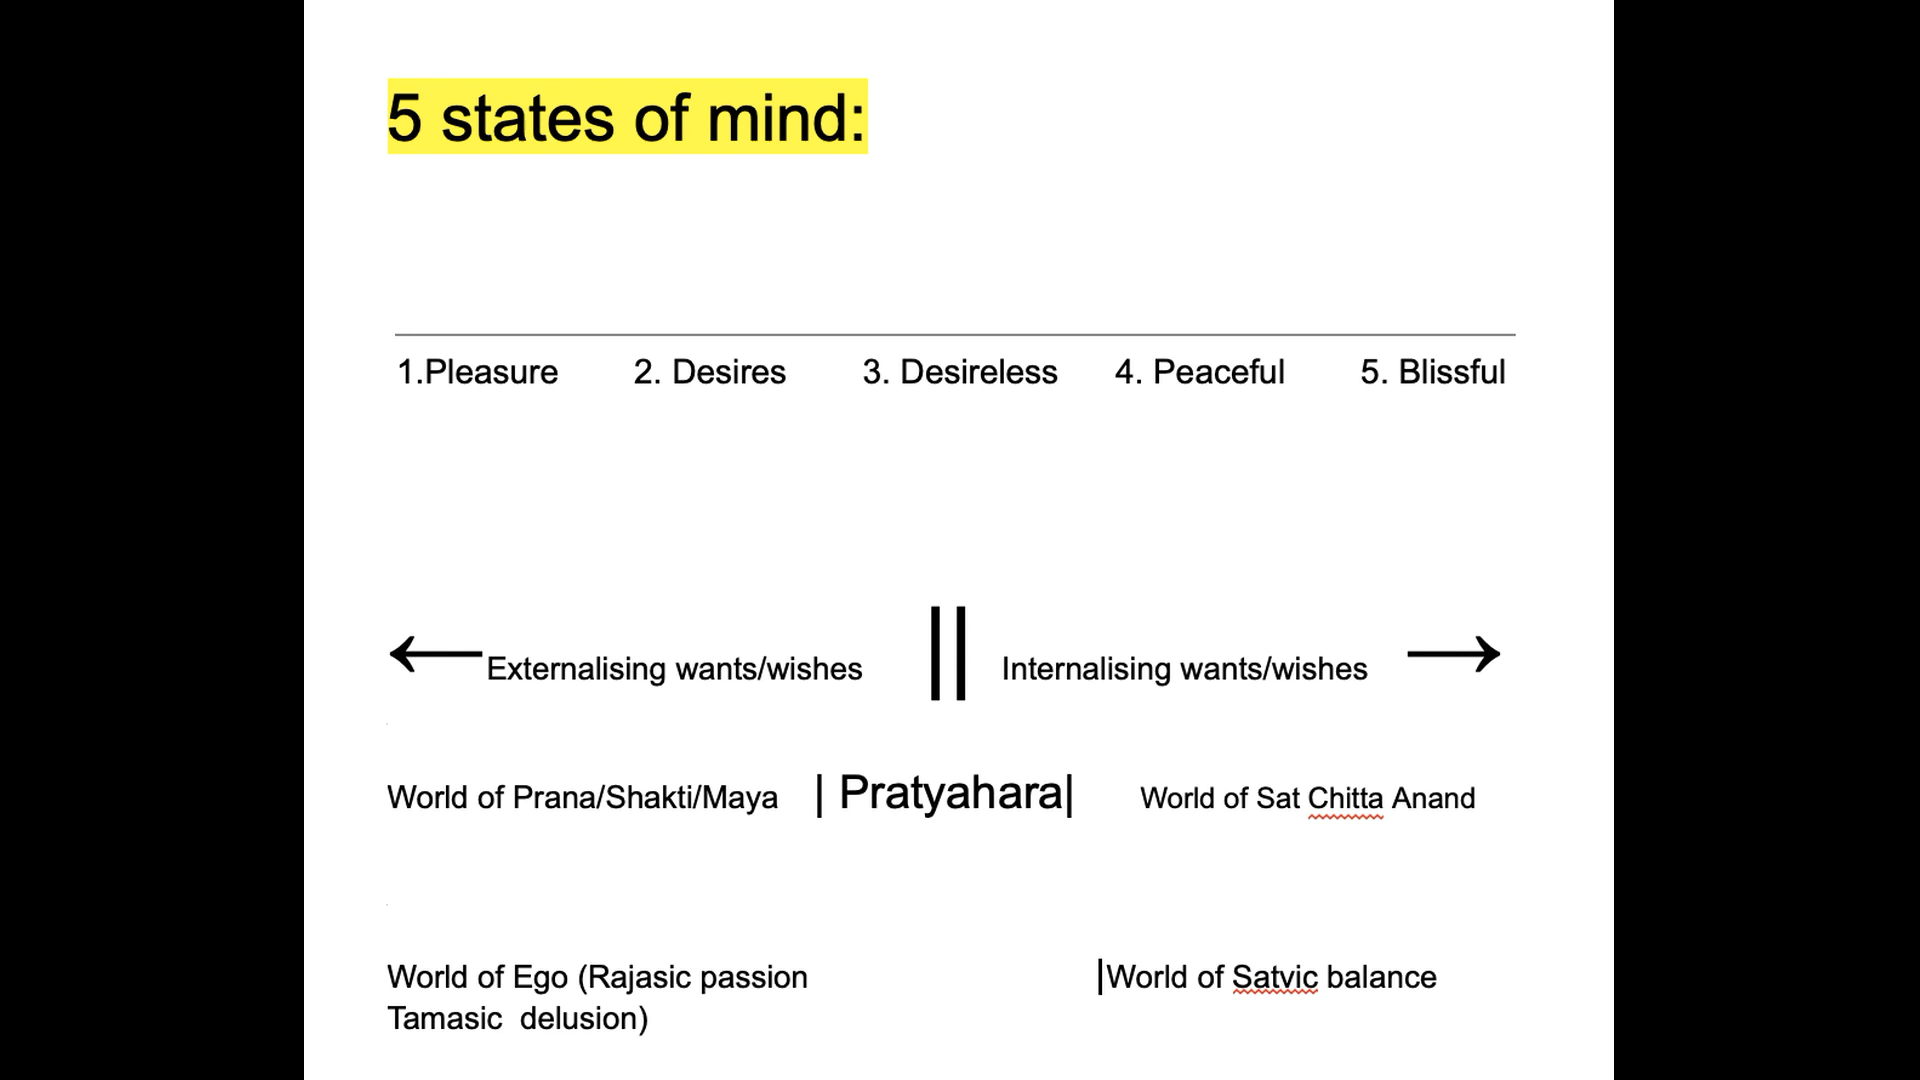 5 states of mind:
1.Pleasure 2. Desires 3. Desireless 4. Peaceful 5. Blissful
←Externalising wants/wishes || Internalising wants/wishes →
World of Prana/Shakti/Maya | Pratyahara| World of Sat Chitta Anand
World of Ego (Rajasic passion |World of Satvic balance
Tamasic delusion)